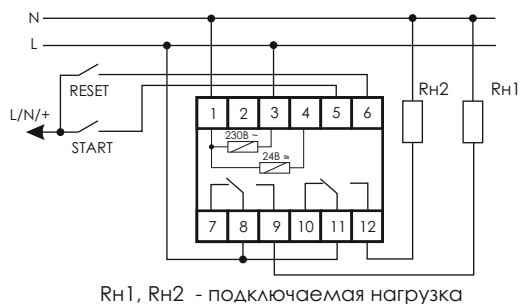 N
L
RESET
Rн2
Rн1
L/N/+
START
1 2 3 4 5 6
230В ~
24В ≃
7 8 9 10 11 12
Rн1, Rн2 - подключаемая нагрузка